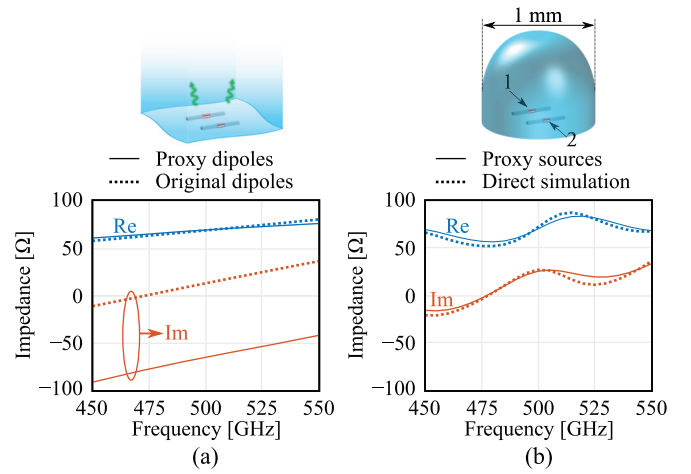 1 mm
1
2
Proxy dipoles
Original dipoles
Proxy sources
Direct simulation
Impedance [Ω]
100
50
0
−50
−100
Re
Im
450
475
500
525
550
Frequency [GHz]
(a)
Impedance [Ω]
100
50
0
−50
−100
Re
Im
450
475
500
525
550
Frequency [GHz]
(b)